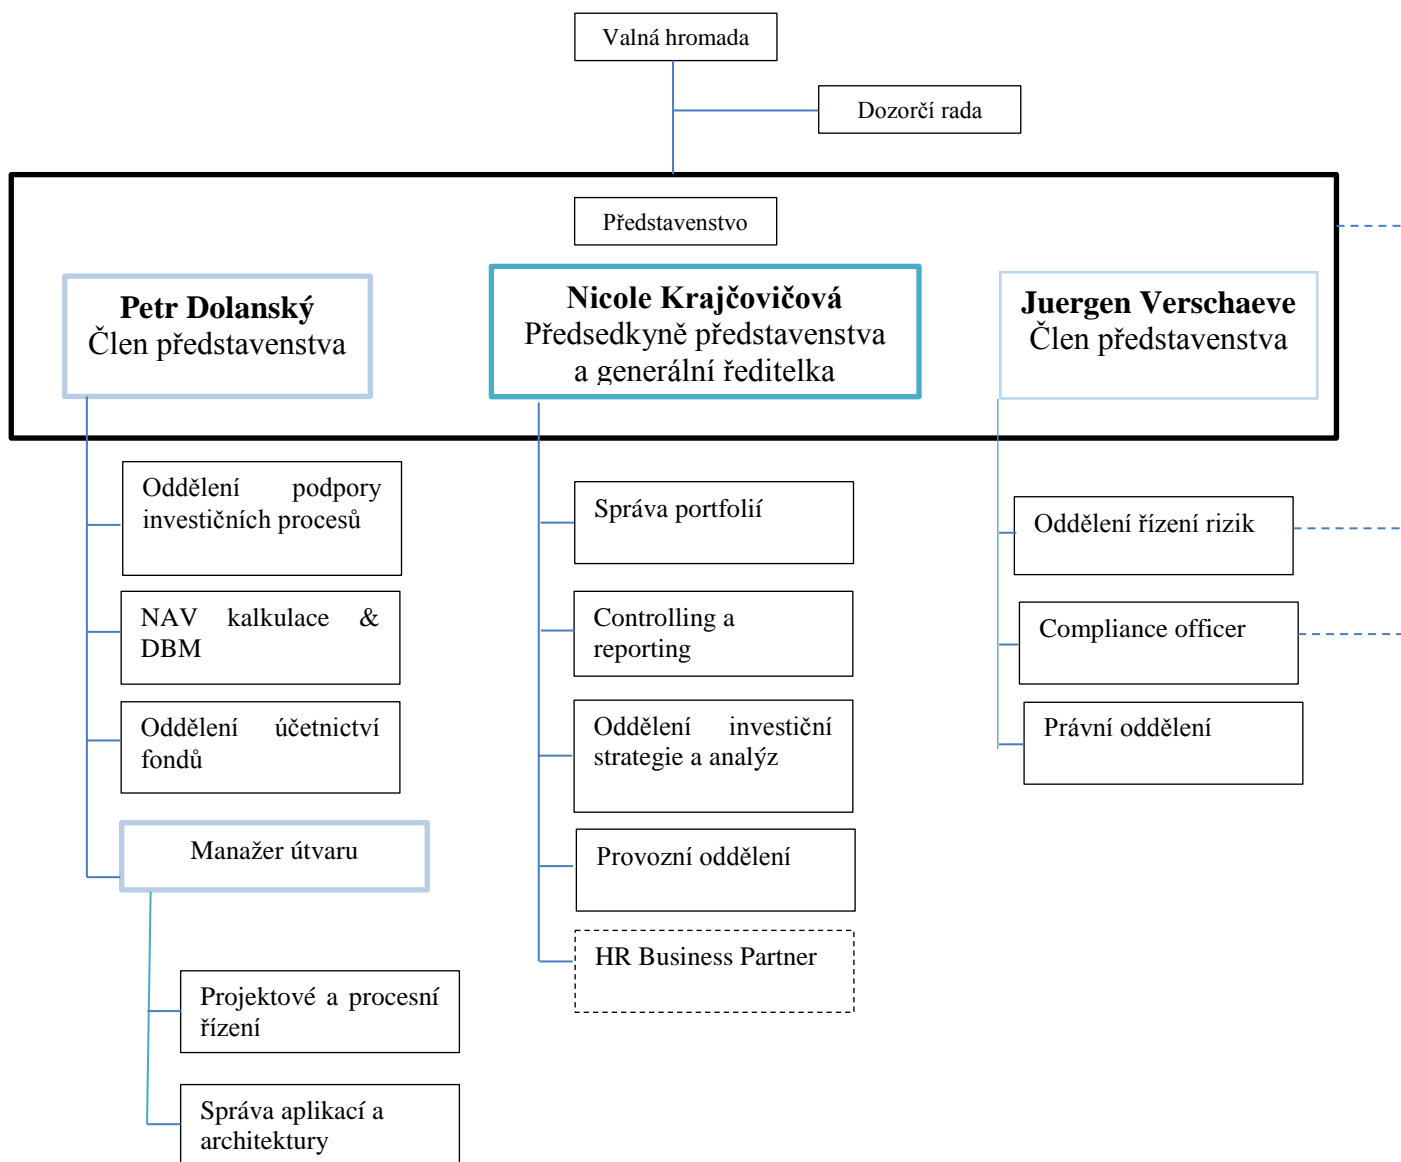 Valná hromada
Dozorčí rada
Představenstvo
Petr Dolanský
Člen představenstva
Nicole Krajčovičová
Předsedkyně představenstva
a generální ředitelka
Juergen Verschaeve
Člen představenstva
Oddělení podpory
investičních procesů
NAV kalkulace &
DBM
Oddělení účetnictví
fondů
Manažer útvaru
Projektové a procesní
řízení
Správa aplikací a
architektury
Správa portfolií
Controlling a
reporting
Oddělení investiční
strategie a analýz
Provozní oddělení
HR Business Partner
Oddělení řízení rizik
Compliance officer
Právní oddělení